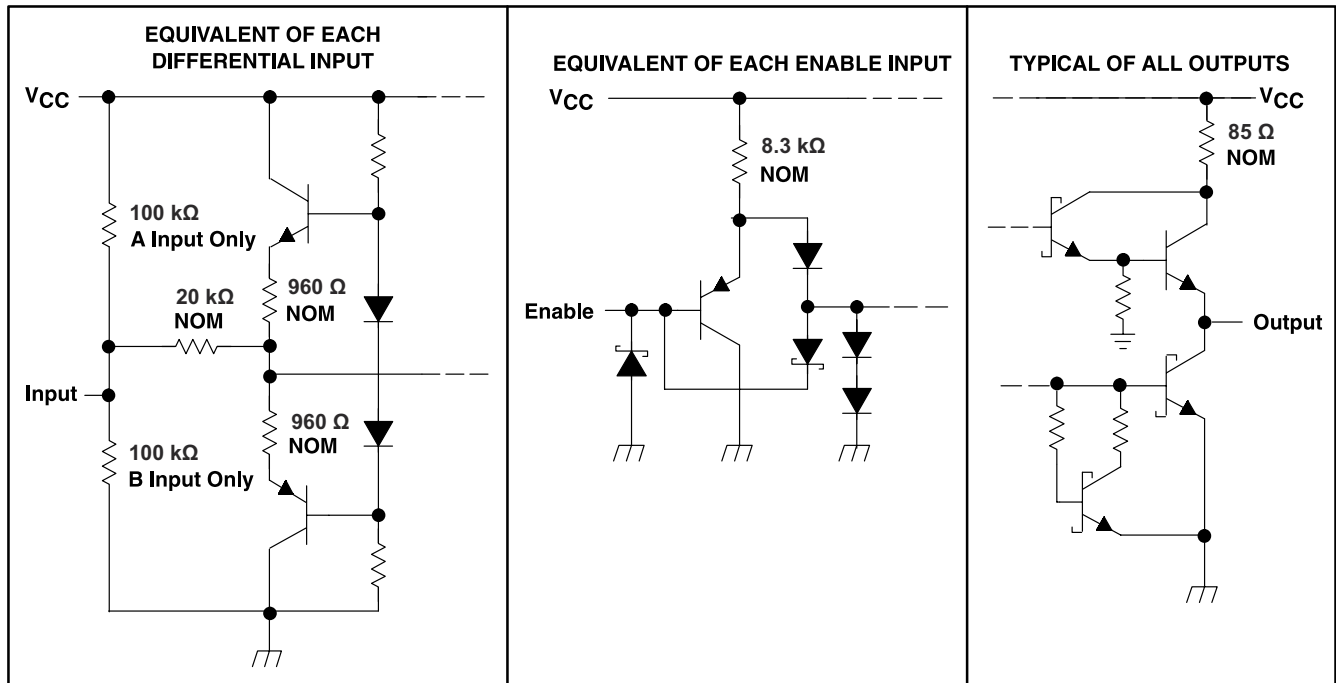 EQUIVALENT OF EACH
DIFFERENTIAL INPUT
VCC
100 kΩ
A Input Only
20 kΩ
NOM
960 Ω
NOM
Input
960 Ω
NOM
100 kΩ
B Input Only
EQUIVALENT OF EACH ENABLE INPUT
VCC
8.3 kΩ
NOM
Enable
TYPICAL OF ALL OUTPUTS
VCC
85 Ω
NOM
Output